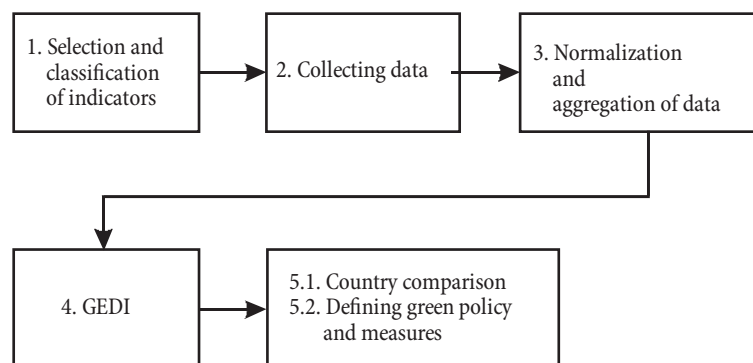 1. Selection and
classification
of indicators
2. Collecting data
3. Normalization
and
aggregation of data
4. GEDI
5.1. Country comparison
5.2. Defining green policy
and measures